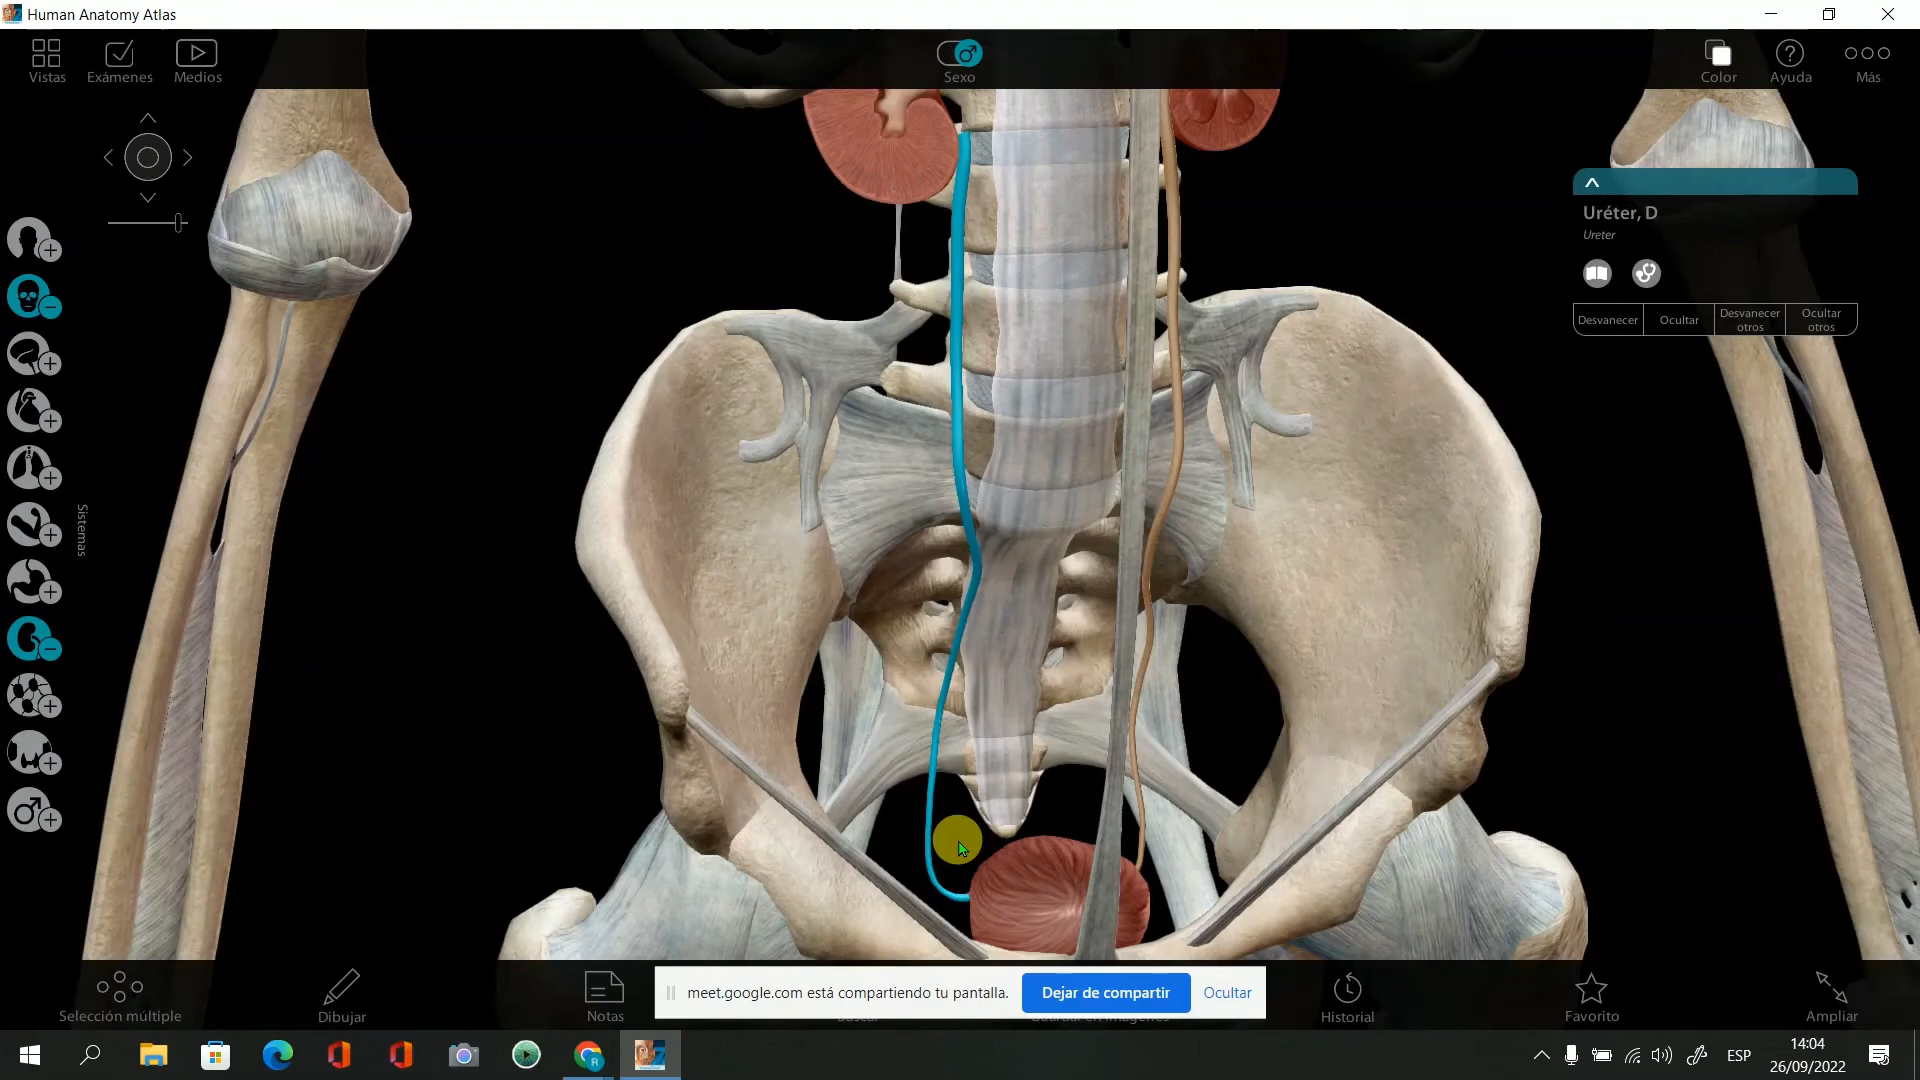 Human Anatomy Atlas
Vistas
Exámenes
Medios
Sexo
Color
Ayuda
Más
Uréter, D
Ureter
Desvanecer
Ocultar
Desvanecer otros
Ocultar otros
Sistemas
Selección múltiple
Dibujar
Notas
meet.google.com está compartiendo tu pantalla.
Dejar de compartir
Ocultar
Historial
Favorito
Ampliar
ESP
14:04
26/09/2022